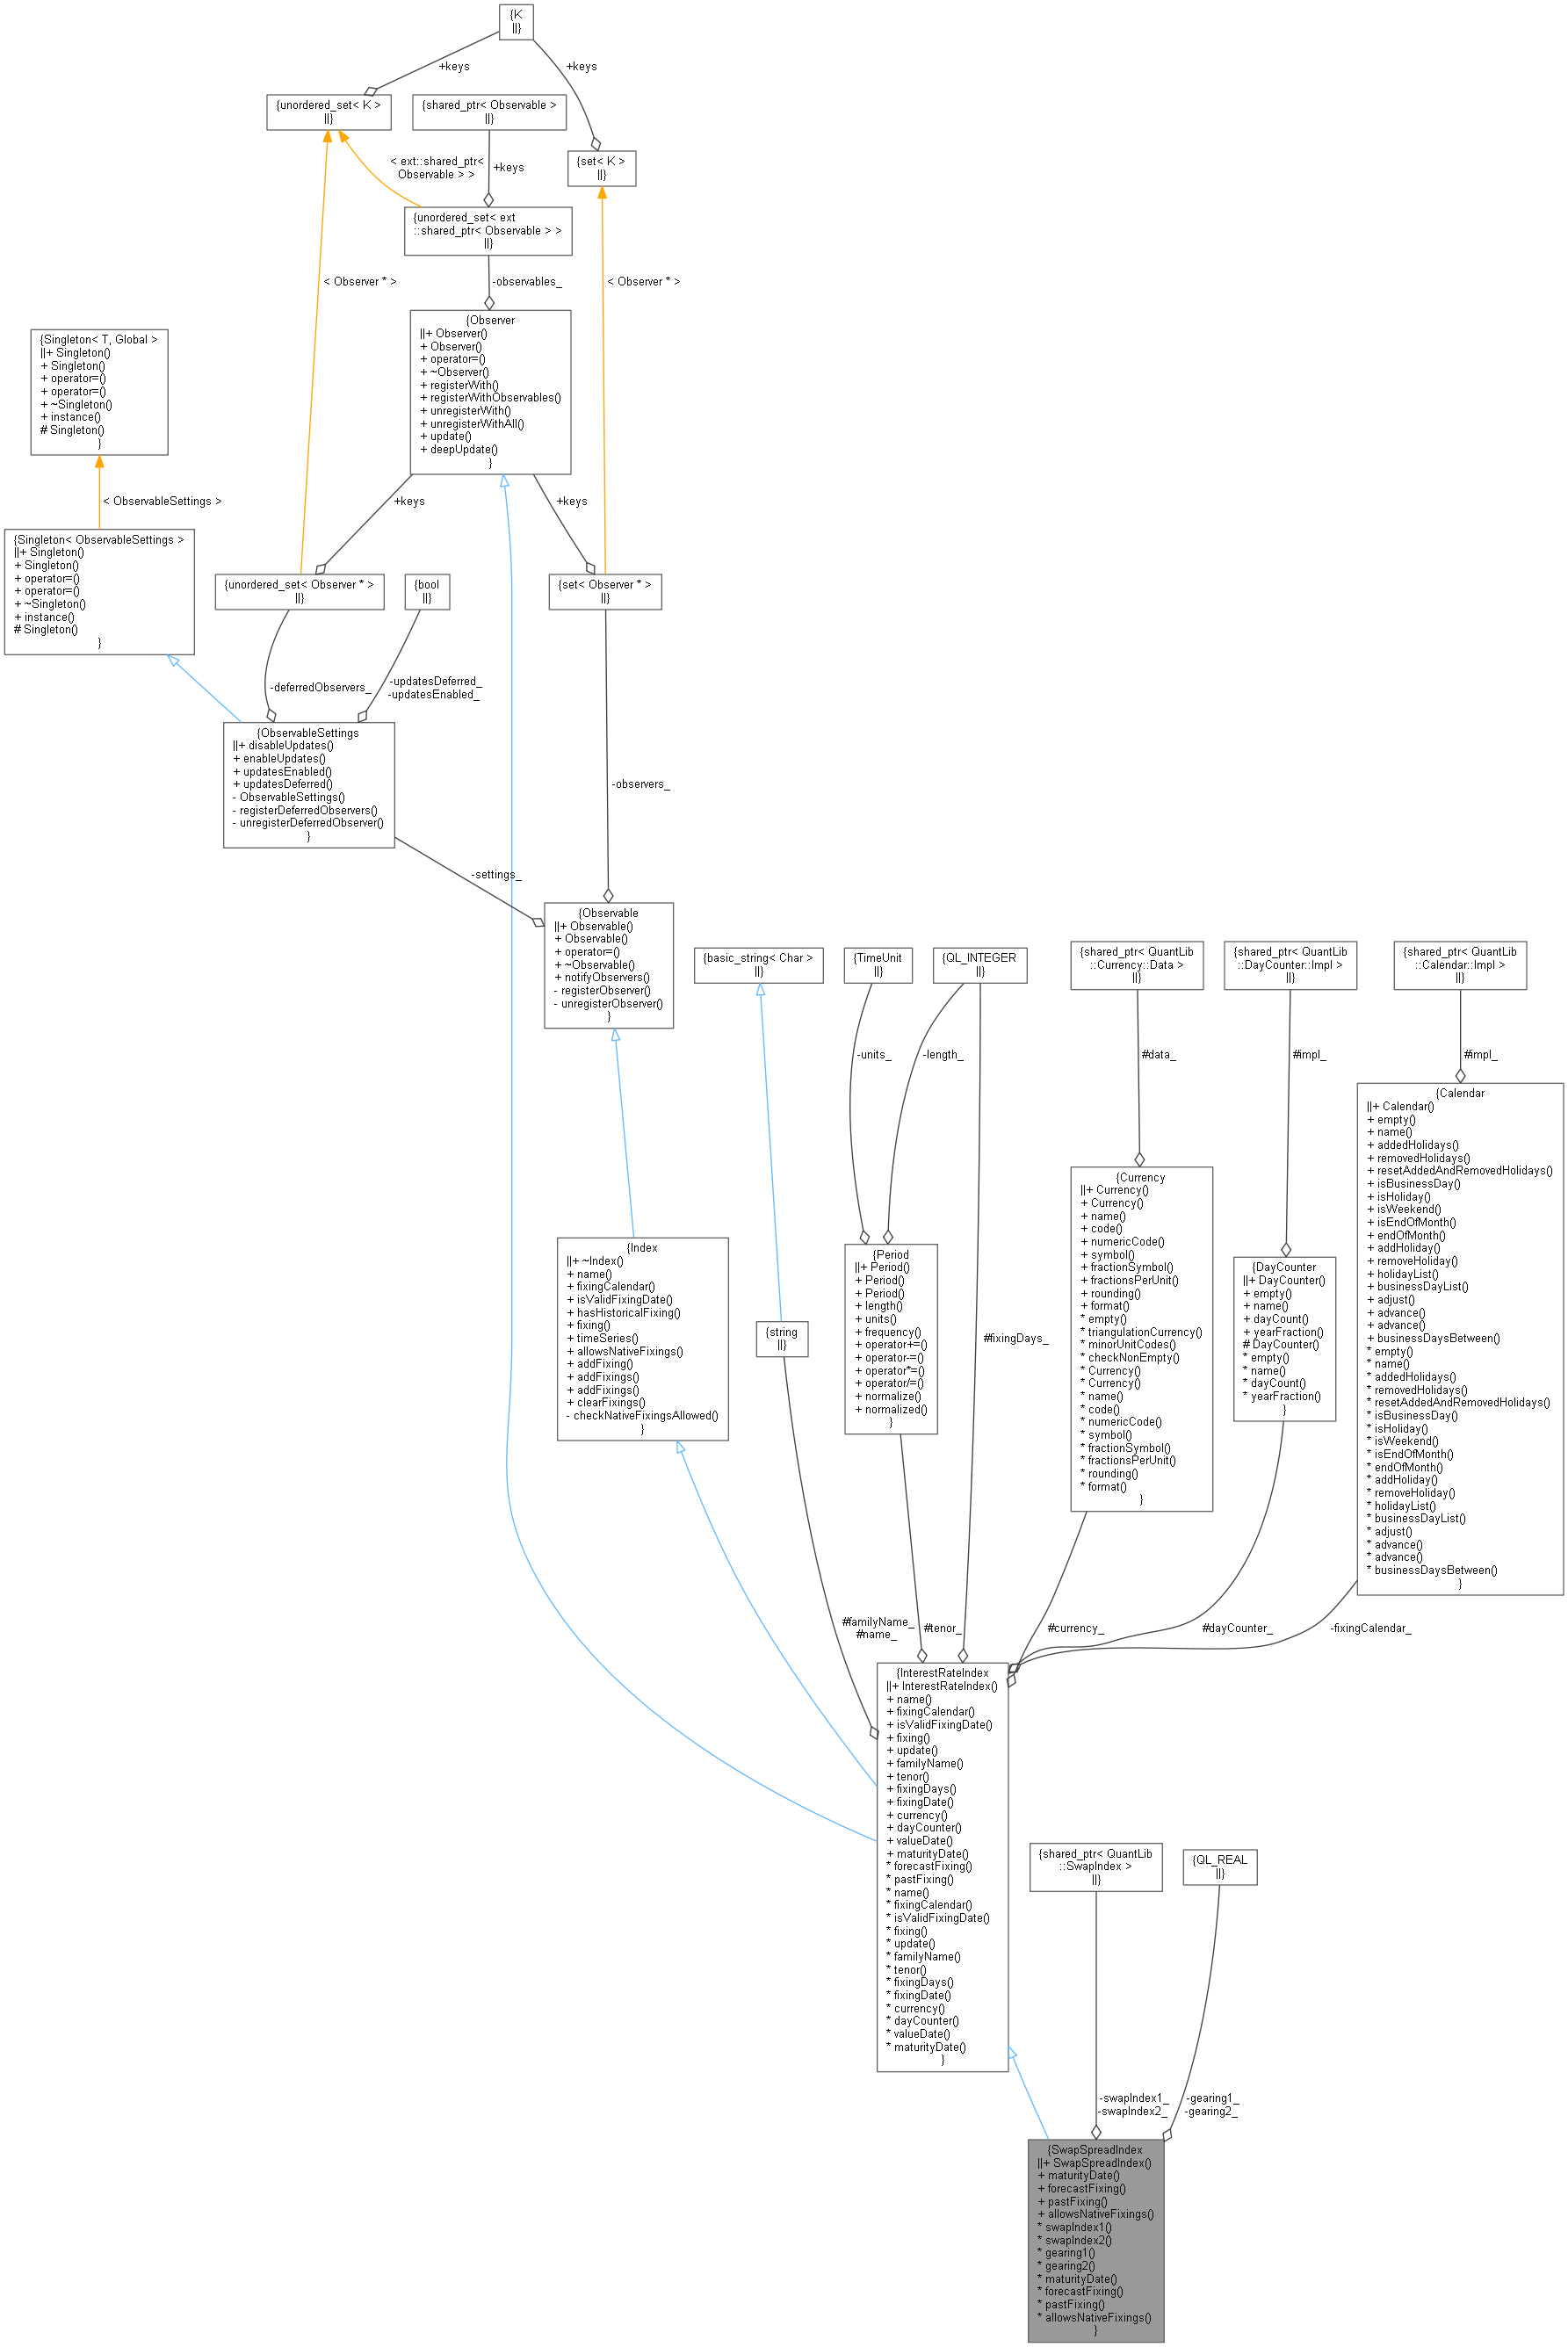 {K
||}
+keys
+keys
{unordered_set< K >
||}
{shared_ptr< Observable >
||}
{set< K >
||}
< ext::shared_ptr<
Observable > >
+keys
{unordered_set< ext
::shared_ptr< Observable > >
||}
< Observer * >
-observables_
< Observer * >
{Observer
||+ Observer()
+ Observer()
+ operator=()
+ ~Observer()
+ registerWith()
+ registerWithObservables()
+ unregisterWith()
+ unregisterWithAll()
+ update()
+ deepUpdate()
}
{Singleton< T, Global >
||+ Singleton()
+ Singleton()
+ operator=()
+ operator=()
+ ~Singleton()
+ instance()
# Singleton()
}
< ObservableSettings >
+keys
+keys
{Singleton< ObservableSettings >
||+ Singleton()
+ Singleton()
+ operator=()
+ operator=()
+ ~Singleton()
+ instance()
# Singleton()
}
{unordered_set< Observer * >
||}
{bool
||}
{set< Observer * >
||}
-deferredObservers_
-updatesDeferred_
-updatesEnabled_
{ObservableSettings
||+ disableUpdates()
+ enableUpdates()
+ updatesEnabled()
+ updatesDeferred()
- ObservableSettings()
- registerDeferredObservers()
- unregisterDeferredObserver()
}
-observers_
-settings_
{Observable
||+ Observable()
+ Observable()
+ operator=()
+ ~Observable()
+ notifyObservers()
- registerObserver()
- unregisterObserver()
}
{basic_string< Char >
||}
{TimeUnit
||}
{QL_INTEGER
||}
{shared_ptr< QuantLib
::Currency::Data >
||}
{shared_ptr< QuantLib
::DayCounter::Impl >
||}
{shared_ptr< QuantLib
::Calendar::Impl >
||}
-units_
-length_
#data_
#impl_
#impl_
{Index
||+ ~Index()
+ name()
+ fixingCalendar()
+ isValidFixingDate()
+ hasHistoricalFixing()
+ fixing()
+ timeSeries()
+ allowsNativeFixings()
+ addFixing()
+ addFixings()
+ addFixings()
+ clearFixings()
- checkNativeFixingsAllowed()
}
{string
||}
{Period
||+ Period()
+ Period()
+ Period()
+ length()
+ units()
+ frequency()
+ operator+=()
+ operator-=()
+ operator*=()
+ operator/=()
+ normalize()
+ normalized()
}
#fixingDays_
{Currency
||+ Currency()
+ Currency()
+ name()
+ code()
+ numericCode()
+ symbol()
+ fractionSymbol()
+ fractionsPerUnit()
+ rounding()
+ format()
* empty()
* triangulationCurrency()
* minorUnitCodes()
* checkNonEmpty()
* Currency()
* Currency()
* name()
* code()
* numericCode()
* symbol()
* fractionSymbol()
* fractionsPerUnit()
* rounding()
* format()
}
{DayCounter
||+ DayCounter()
+ empty()
+ name()
+ dayCount()
+ yearFraction()
# DayCounter()
* empty()
* name()
* dayCount()
* yearFraction()
}
{Calendar
||+ Calendar()
+ empty()
+ name()
+ addedHolidays()
+ removedHolidays()
+ resetAddedAndRemovedHolidays()
+ isBusinessDay()
+ isHoliday()
+ isWeekend()
+ isEndOfMonth()
+ endOfMonth()
+ addHoliday()
+ removeHoliday()
+ holidayList()
+ businessDayList()
+ adjust()
+ advance()
+ advance()
+ businessDaysBetween()
* empty()
* name()
* addedHolidays()
* removedHolidays()
* resetAddedAndRemovedHolidays()
* isBusinessDay()
* isHoliday()
* isWeekend()
* isEndOfMonth()
* endOfMonth()
* addHoliday()
* removeHoliday()
* holidayList()
* businessDayList()
* adjust()
* advance()
* advance()
* businessDaysBetween()
}
#familyName_
#name_
#tenor_
#currency_
#dayCounter_
-fixingCalendar_
{InterestRateIndex
||+ InterestRateIndex()
+ name()
+ fixingCalendar()
+ isValidFixingDate()
+ fixing()
+ update()
+ familyName()
+ tenor()
+ fixingDays()
+ fixingDate()
+ currency()
+ dayCounter()
+ valueDate()
+ maturityDate()
* forecastFixing()
* pastFixing()
* name()
* fixingCalendar()
* isValidFixingDate()
* fixing()
* update()
* familyName()
* tenor()
* fixingDays()
* fixingDate()
* currency()
* dayCounter()
* valueDate()
* maturityDate()
}
{shared_ptr< QuantLib
::SwapIndex >
||}
{QL_REAL
||}
-swapIndex1_
-swapIndex2_
-gearing1_
-gearing2_
{SwapSpreadIndex
||+ SwapSpreadIndex()
+ maturityDate()
+ forecastFixing()
+ pastFixing()
+ allowsNativeFixings()
* swapIndex1()
* swapIndex2()
* gearing1()
* gearing2()
* maturityDate()
* forecastFixing()
* pastFixing()
* allowsNativeFixings()
}